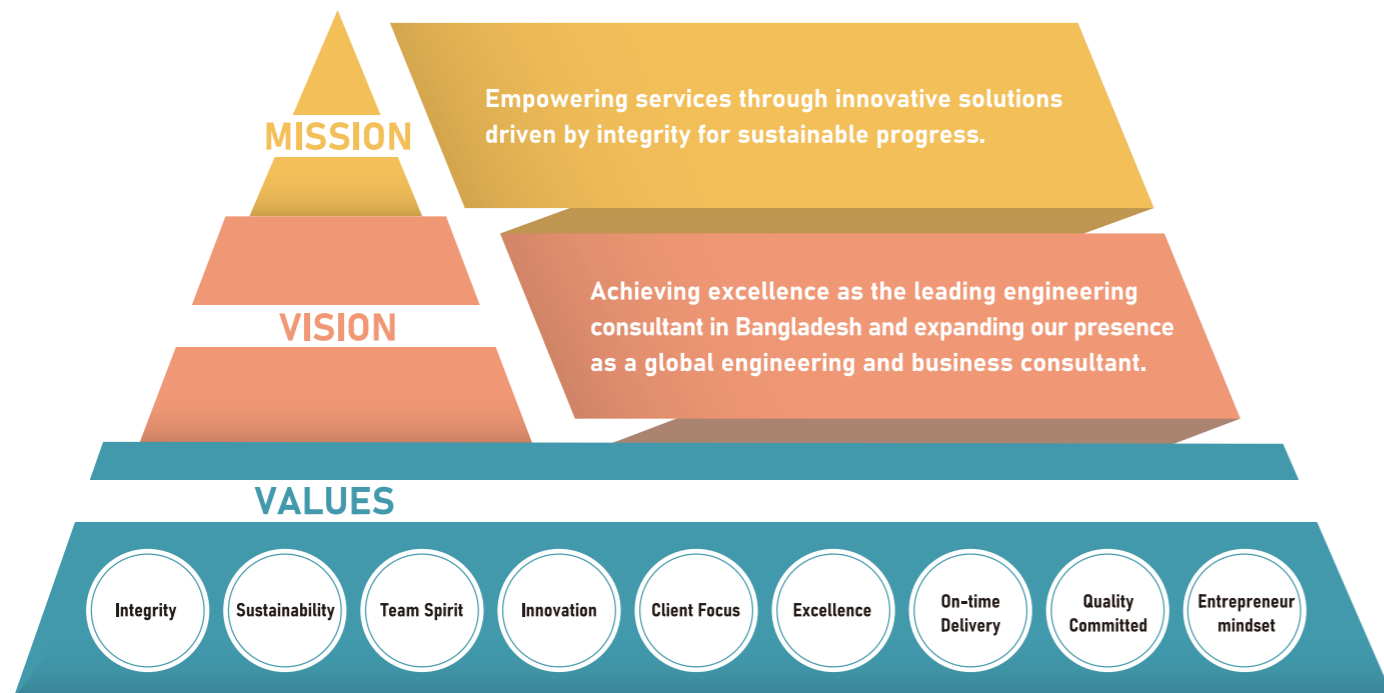 MISSION
Empowering services through innovative solutions
driven by integrity for sustainable progress.
VISION
Achieving excellence as the leading engineering
consultant in Bangladesh and expanding our presence
as a global engineering and business consultant.
VALUES
Integrity
Sustainability
Team Spirit
Innovation
Client Focus
Excellence
On-time
Delivery
Quality
Committed
Entrepreneur
mindset